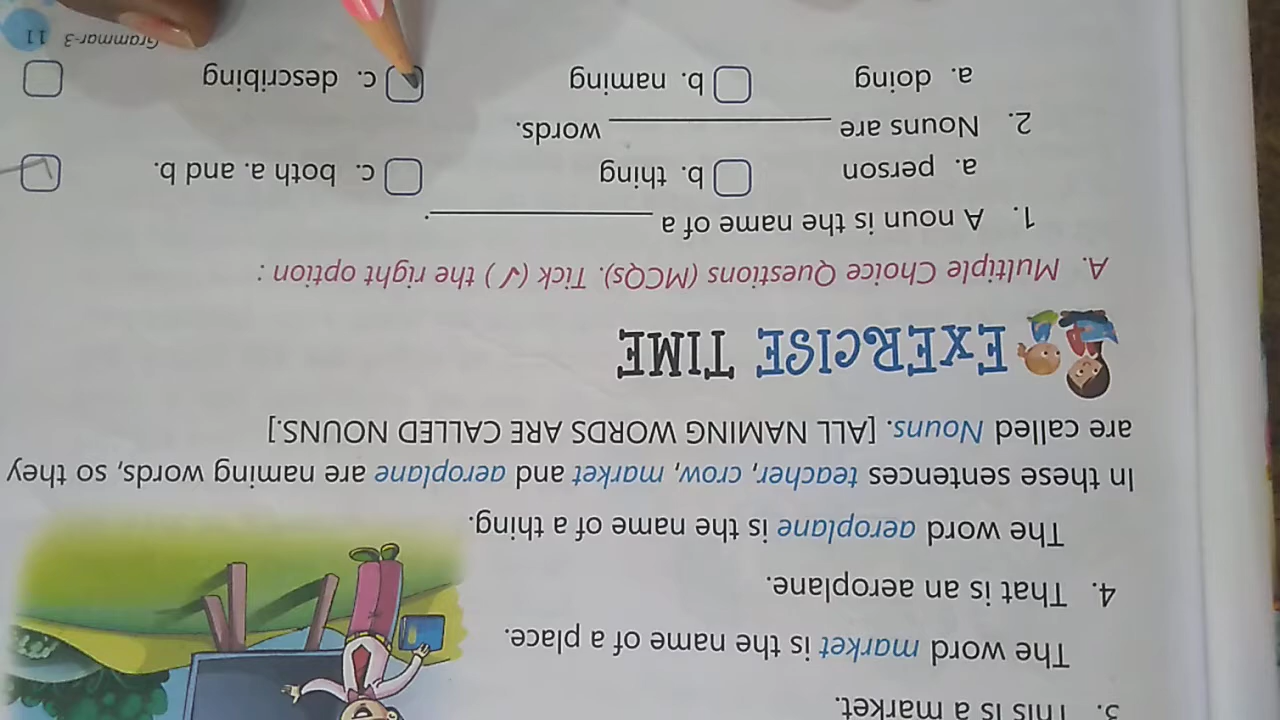 3. This is a market.
The word market is the name of a place.
4. That is an aeroplane.
The word aeroplane is the name of a thing.
In these sentences teacher, crow, market and aeroplane are naming words, so they
are called Nouns. [ALL NAMING WORDS ARE CALLED NOUNS.]
EXERCISE TIME
A. Multiple Choice Questions (MCQs). Tick (✓) the right option :
1. A noun is the name of a ____________.
a. person b. thing c. both a. and b.
2. Nouns are ____________ words.
a. doing b. naming c. describing
Grammar-3 11